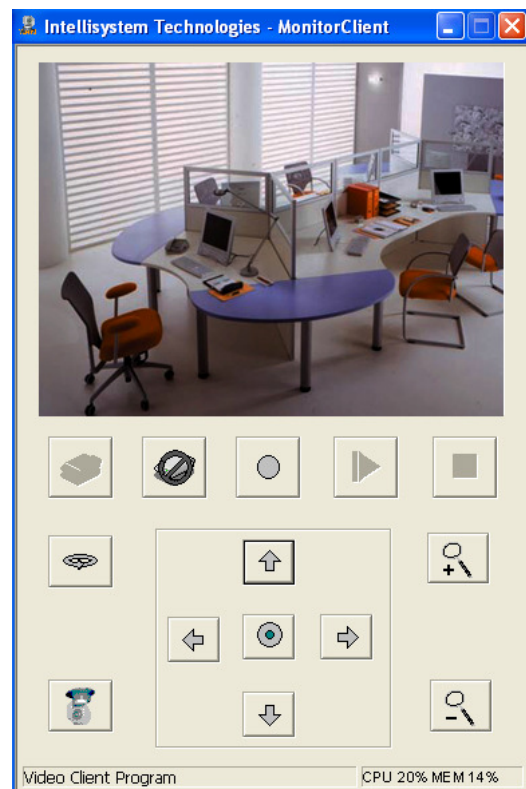 Intellisystem Technologies - MonitorClient
Video Client Program
CPU 20% MEM 14%